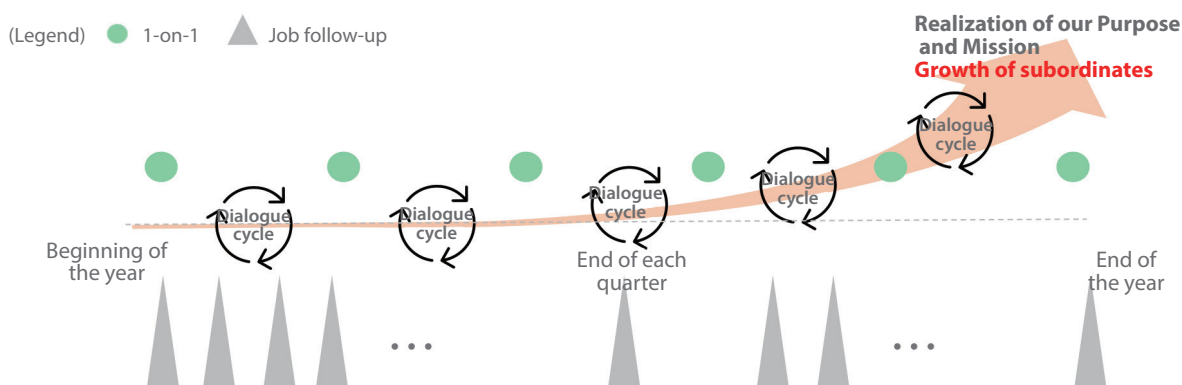 (Legend) 1-on-1 Job follow-up
Realization of our Purpose
and Mission
Growth of subordinates
Dialogue
cycle
Dialogue
cycle
Dialogue
cycle
Dialogue
cycle
Dialogue
cycle
Beginning of
the year
End of each
quarter
End of
the year
...
...